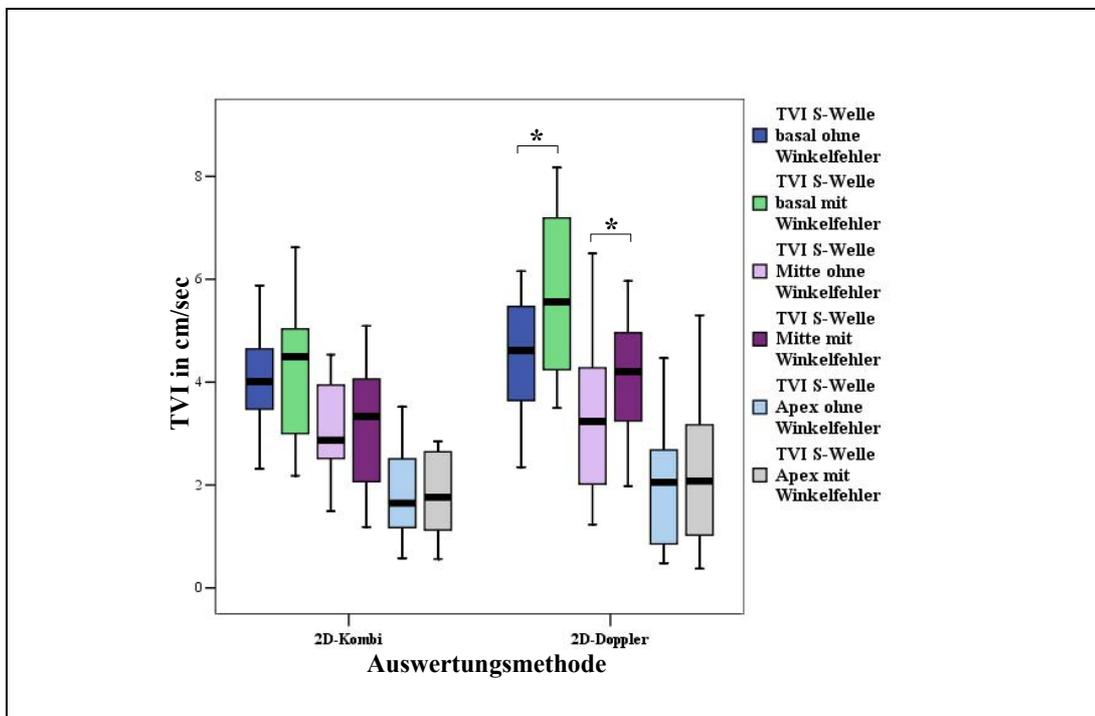 *
*
TVI in cm/sec
8
6
4
2
0
2D-Kombi 2D-Doppler
Auswertungsmethode
TVI S-Welle
basal ohne
Winkelfehler
TVI S-Welle
basal mit
Winkelfehler
TVI S-Welle
Mitte ohne
Winkelfehler
TVI S-Welle
Mitte mit
Winkelfehler
TVI S-Welle
Apex ohne
Winkelfehler
TVI S-Welle
Apex mit
Winkelfehler